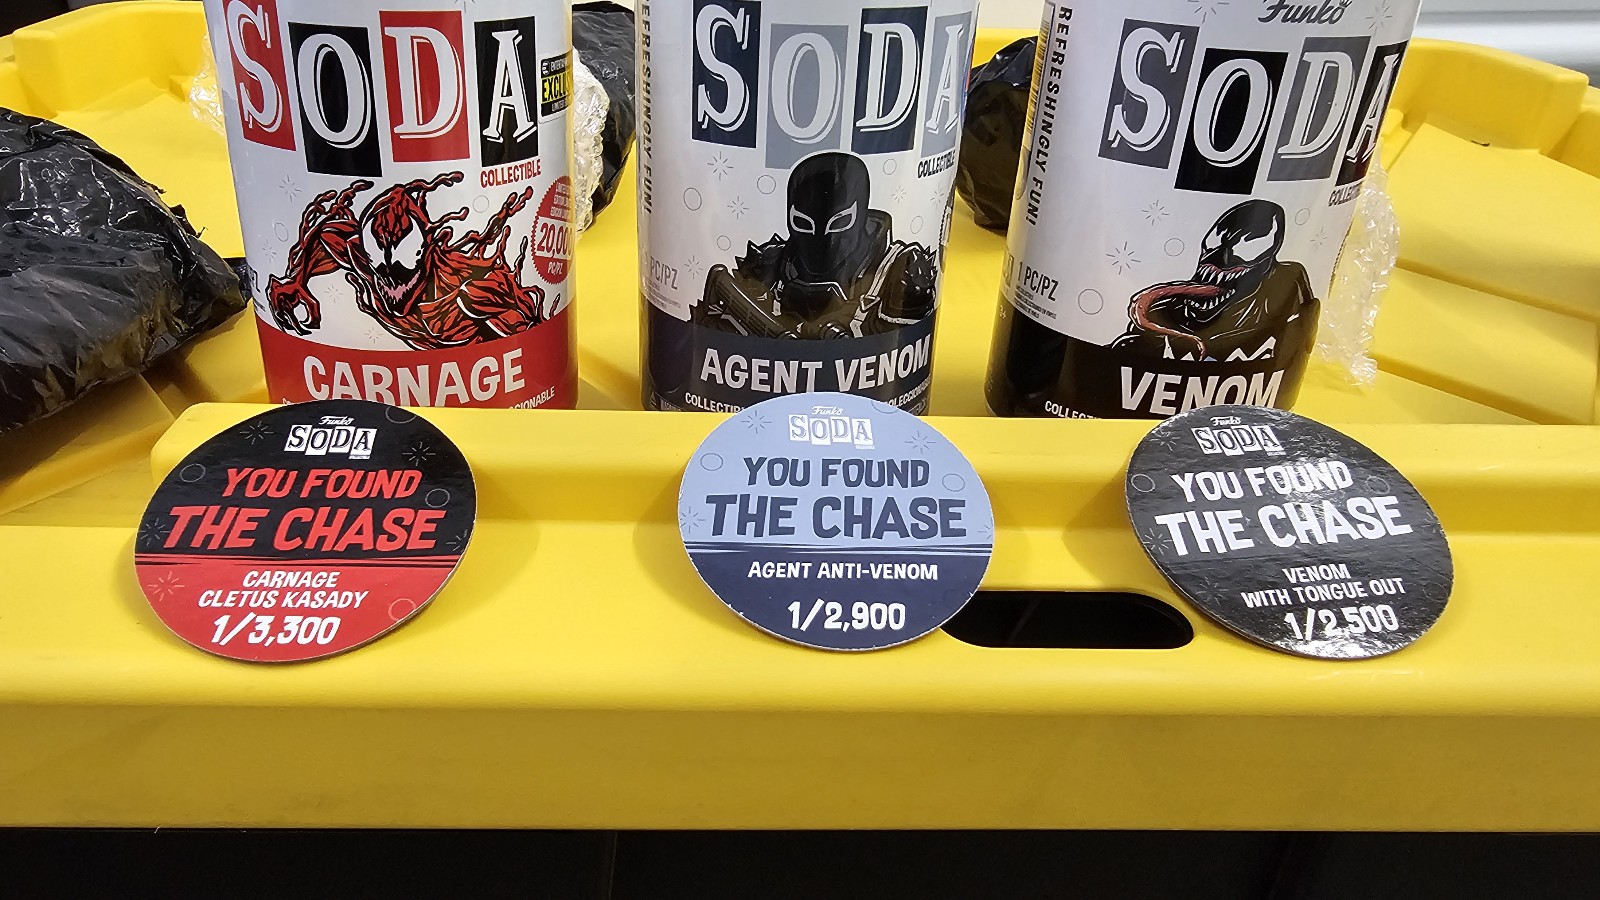 SODA
COLLECTIBLE
EXCLUS
20,000
PC/PZ
CARNAGE
REFRESHINGLY FUN!
SODA
COLLECTIBLE
1 PC/PZ
AGENT VENOM
Funko
REFRESHINGLY FUN!
SODA
1 PC/PZ
VENOM
Funko
SODA
YOU FOUND
THE CHASE
CARNAGE
CLETUS KASADY
1/3,300
Funko
SODA
YOU FOUND
THE CHASE
AGENT ANTI-VENOM
1/2,900
Funko
SODA
YOU FOUND
THE CHASE
VENOM
WITH TONGUE OUT
1/2,500